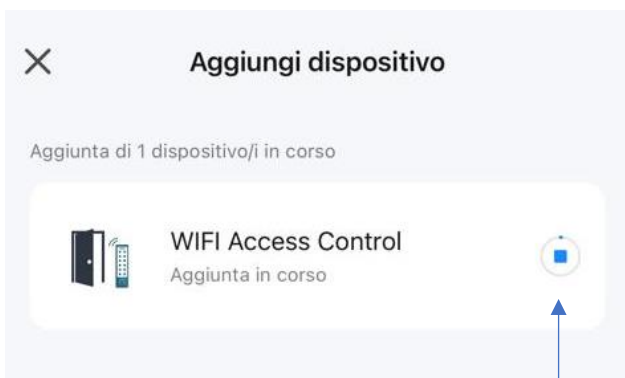 Aggiungi dispositivo
Aggiunta di 1 dispositivo/i in corso
WIFI Access Control
Aggiunta in corso